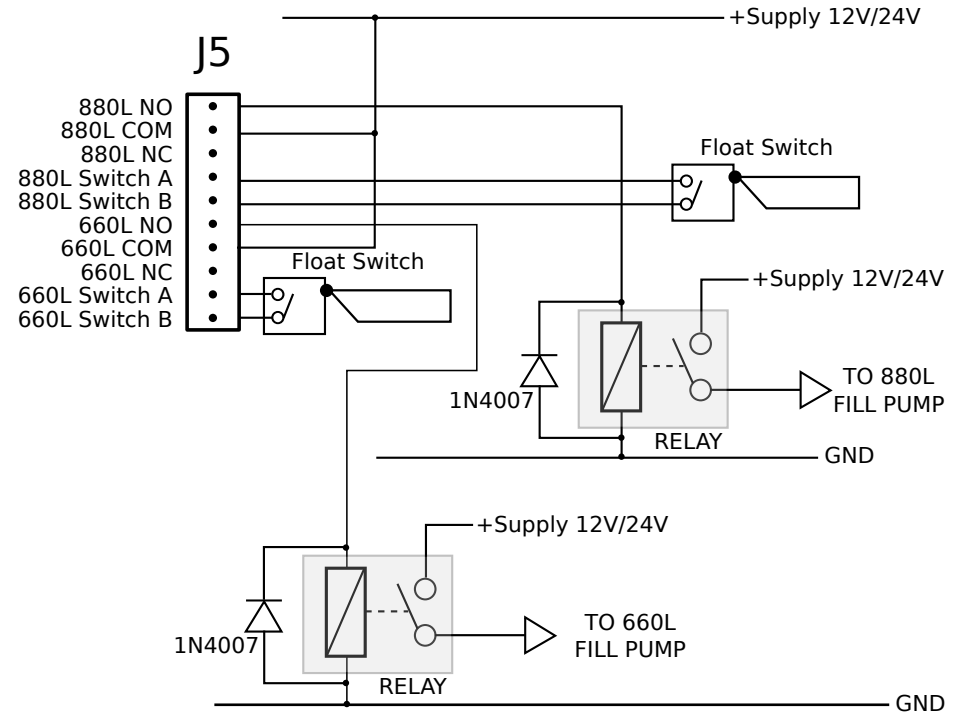 +Supply 12V/24V
J5
880L NO
880L COM
880L NC
880L Switch A
880L Switch B
660L NO
660L COM
660L NC
660L Switch A
660L Switch B
Float Switch
Float Switch
+Supply 12V/24V
1N4007
TO 880L
FILL PUMP
RELAY
GND
+Supply 12V/24V
1N4007
TO 660L
FILL PUMP
RELAY
GND